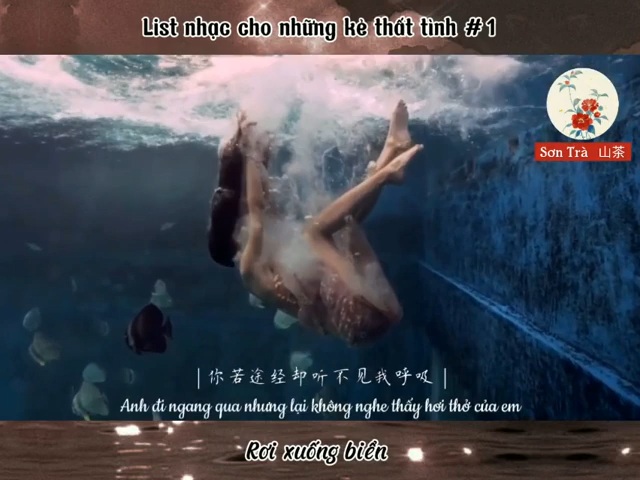 List nhạc cho những kẻ thất tình #1
Sơn Trà 山茶
|你若途经却听不见我呼吸|
Anh đi ngang qua nhưng lại không nghe thấy hơi thở của em
Rơi xuống biển